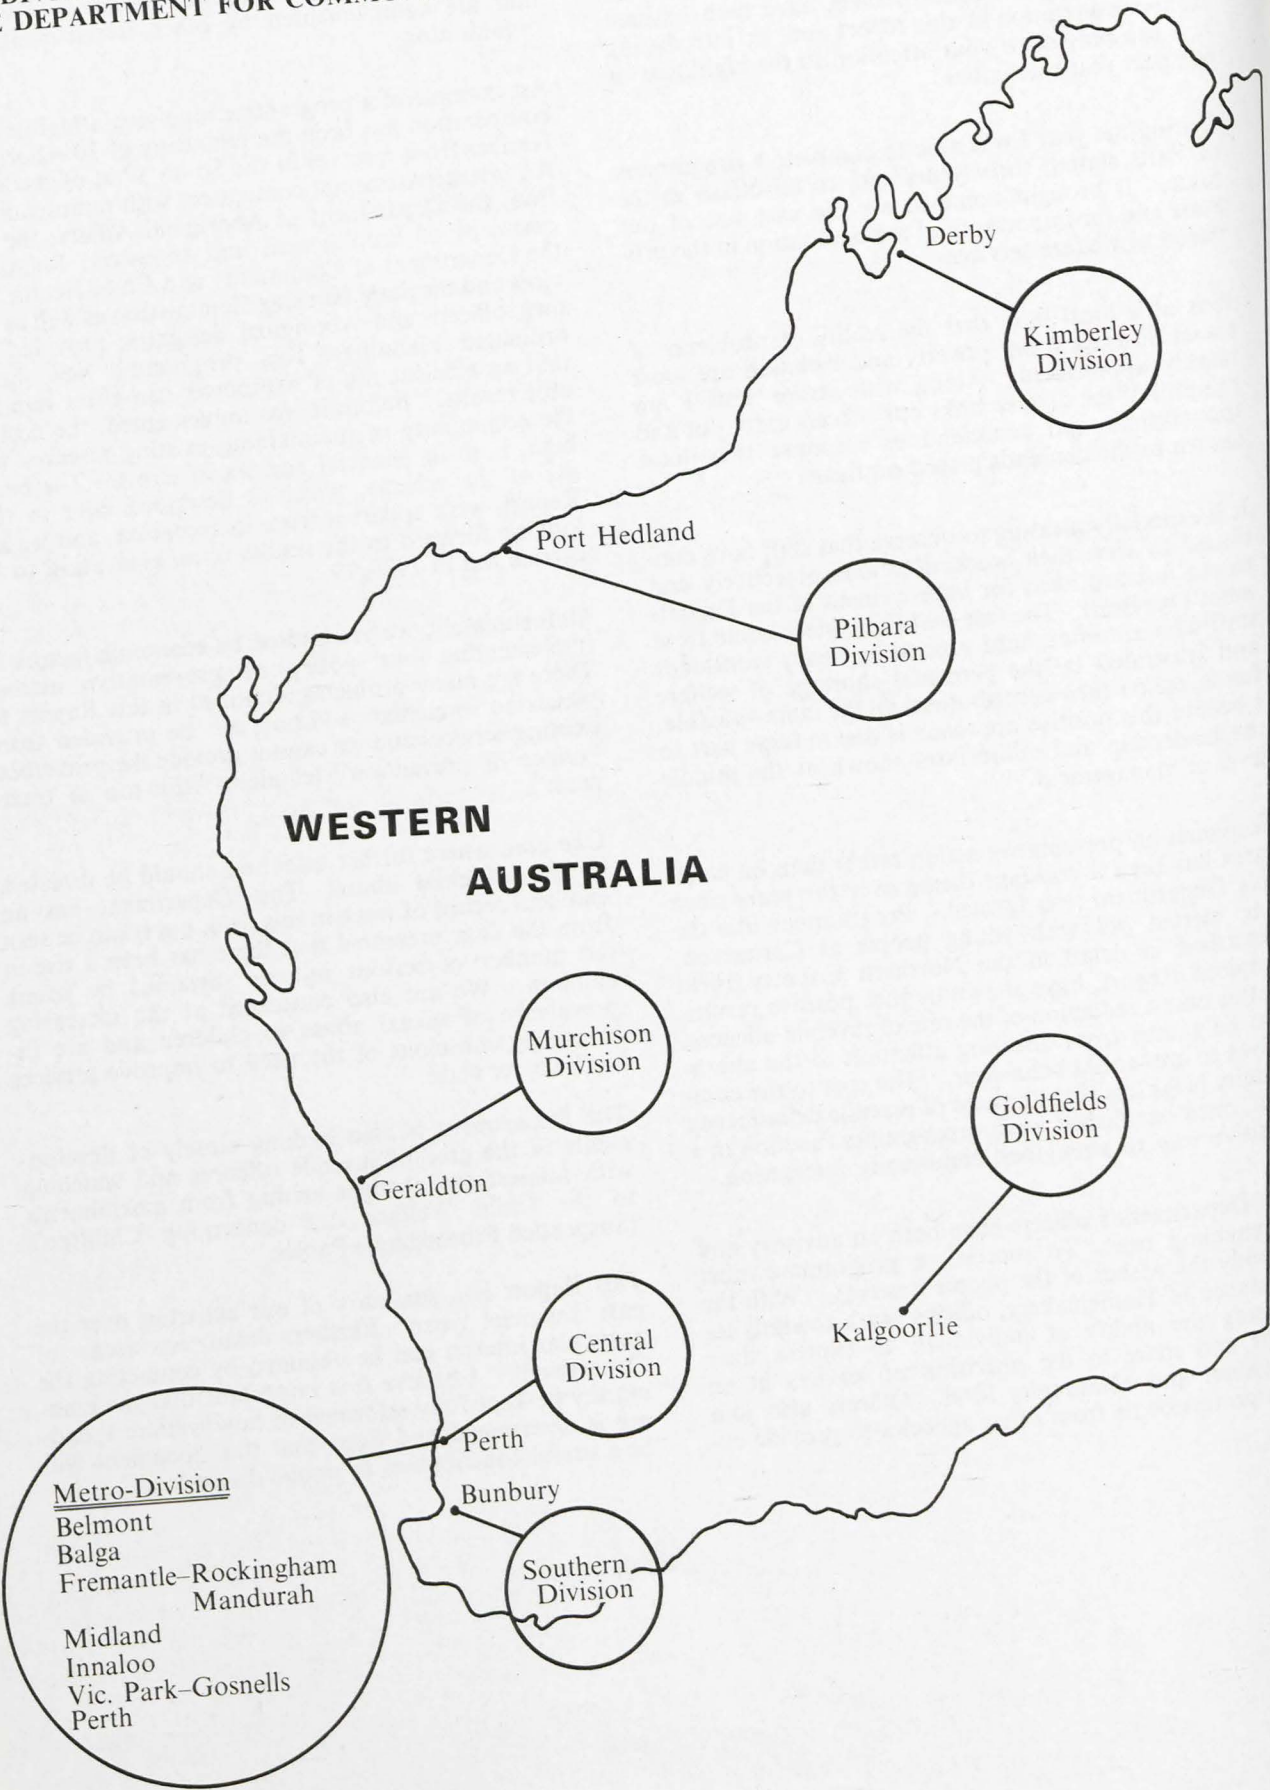 DEPARTMENT FOR
Derby
Kimberley
Division
Port Hedland
Pilbara
Division
WESTERN
AUSTRALIA
Murchison
Division
Geraldton
Goldfields
Division
Kalgoorlie
Central
Division
Perth
Bunbury
Southern
Division
Metro-Division
Belmont
Balga
Fremantle–Rockingham
Mandurah
Midland
Innaloo
Vic. Park–Gosnells
Perth